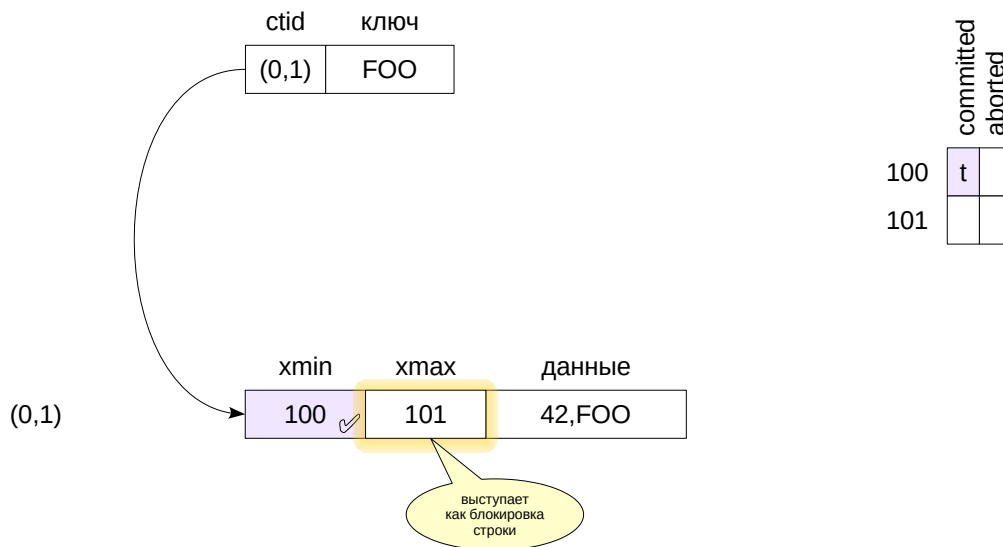 ctid ключ
(0,1) FOO
committed
aborted
100 t
101
xmin xmax данные
(0,1) 100 101 42,FOO
выступает
как блокировка
строки